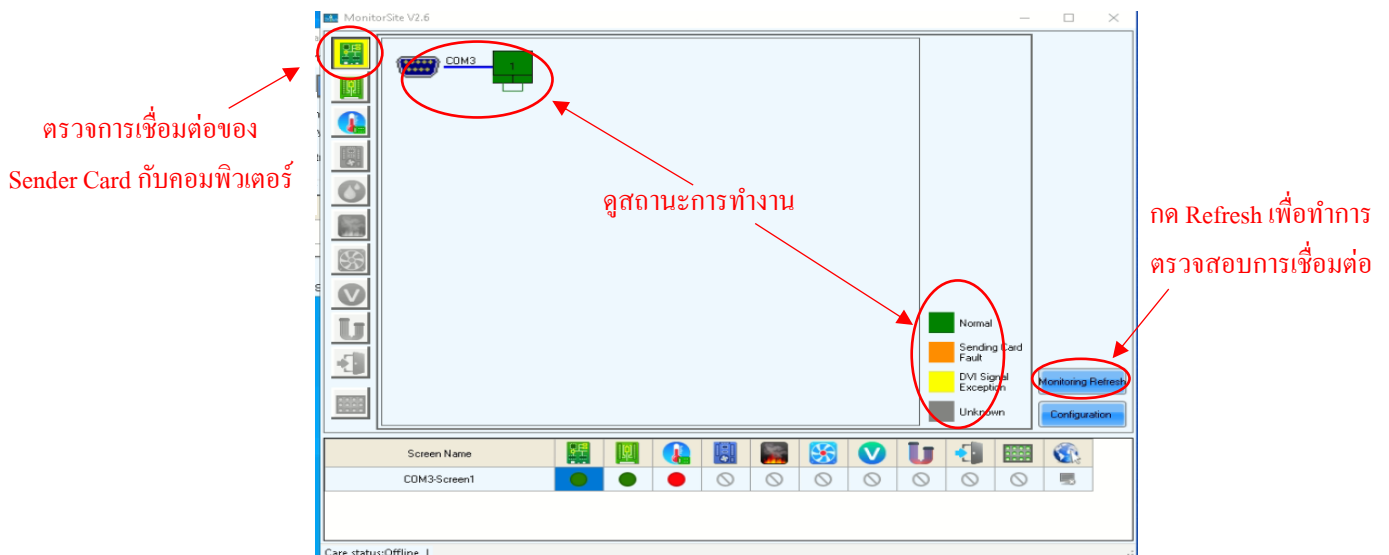 MonitorSite V2.6
COM3
1
ตรวจการเชื่อมต่อของ
Sender Card กับคอมพิวเตอร์
ดูสถานะการทำงาน
กด Refresh เพื่อทำการ
ตรวจสอบการเชื่อมต่อ
Normal
Sending Card
Fault
DVI Signal
Exception
Unknown
Monitoring Refresh
Configuration
Screen Name
COM3-Screen1
Care status:Offline